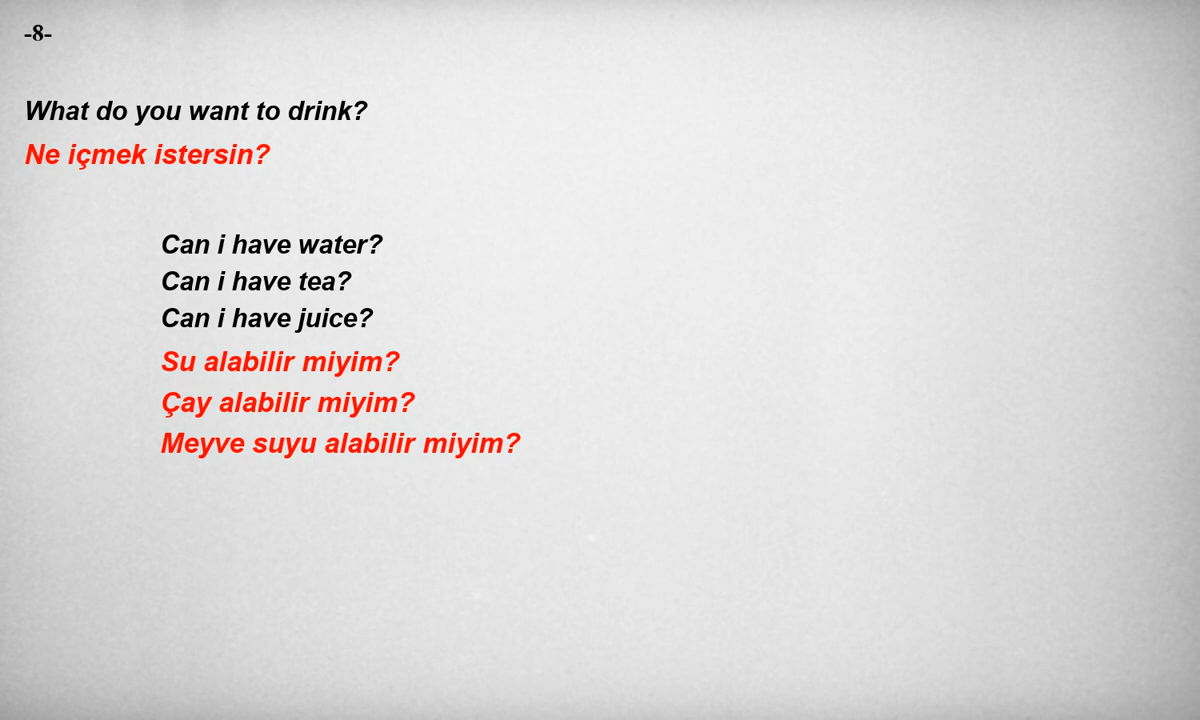 -8-
What do you want to drink?
Ne içmek istersin?
Can i have water?
Can i have tea?
Can i have juice?
Su alabilir miyim?
Çay alabilir miyim?
Meyve suyu alabilir miyim?